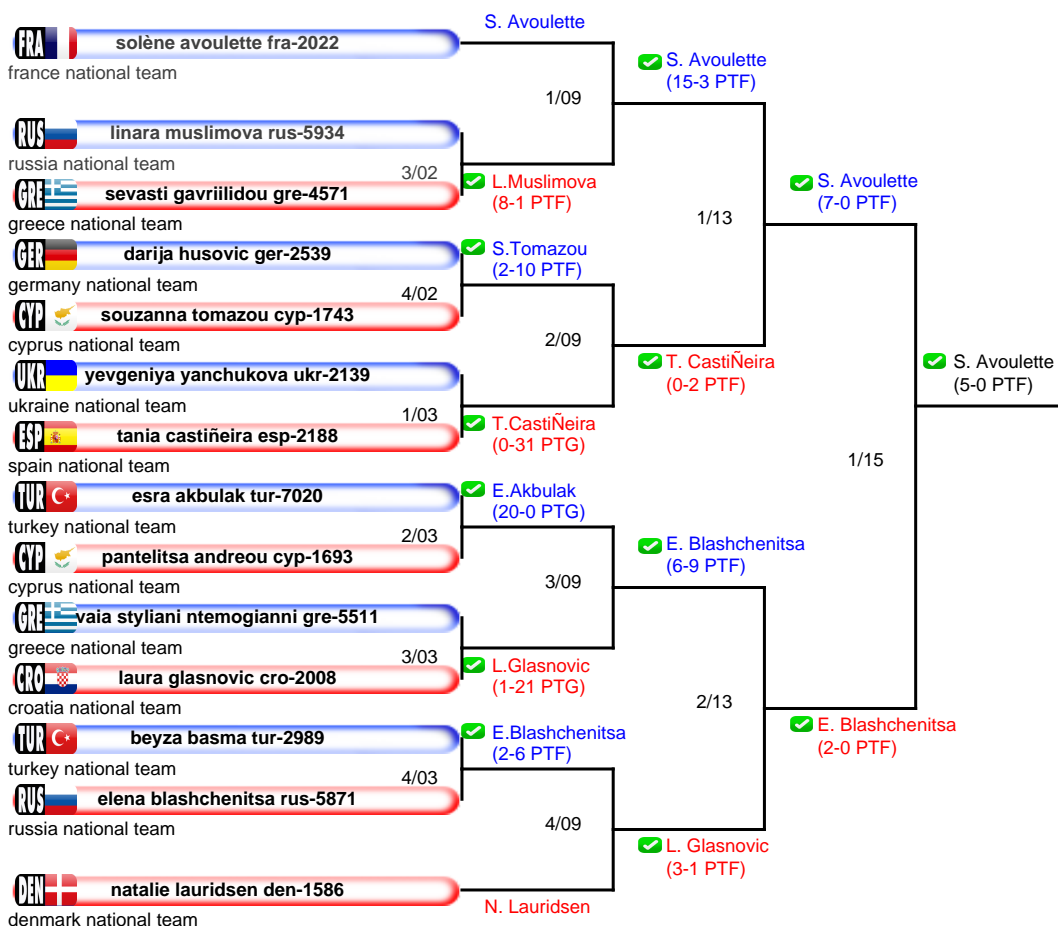 S. Avoulette
FRA solène avoulette fra-2022
france national team
S. Avoulette
(15-3 PTF)
1/09
RUS linara muslimova rus-5934
russia national team
3/02
L.Muslimova
(8-1 PTF)
GRE sevasti gavriilidou gre-4571
greece national team
S. Avoulette
(7-0 PTF)
1/13
GER darija husovic ger-2539
germany national team
S.Tomazou
(2-10 PTF)
4/02
CYP souzanna tomazou cyp-1743
cyprus national team
2/09
T. CastiÑeira
(0-2 PTF)
S. Avoulette
(5-0 PTF)
UKR yevgeniya yanchukova ukr-2139
ukraine national team
1/03
T.CastiÑeira
(0-31 PTG)
ESP tania castiñeira esp-2188
spain national team
1/15
TUR esra akbulak tur-7020
turkey national team
E.Akbulak
(20-0 PTG)
2/03
CYP pantelitsa andreou cyp-1693
cyprus national team
E. Blashchenitsa
(6-9 PTF)
3/09
GRE vaia styliani ntemogianni gre-5511
greece national team
3/03
L.Glasnovic
(1-21 PTG)
CRO laura glasnovic cro-2008
croatia national team
2/13
E. Blashchenitsa
(2-0 PTF)
TUR beyza basma tur-2989
turkey national team
E.Blashchenitsa
(2-6 PTF)
4/03
RUS elena blashchenitsa rus-5871
russia national team
4/09
L. Glasnovic
(3-1 PTF)
DEN natalie lauridsen den-1586
denmark national team
N. Lauridsen